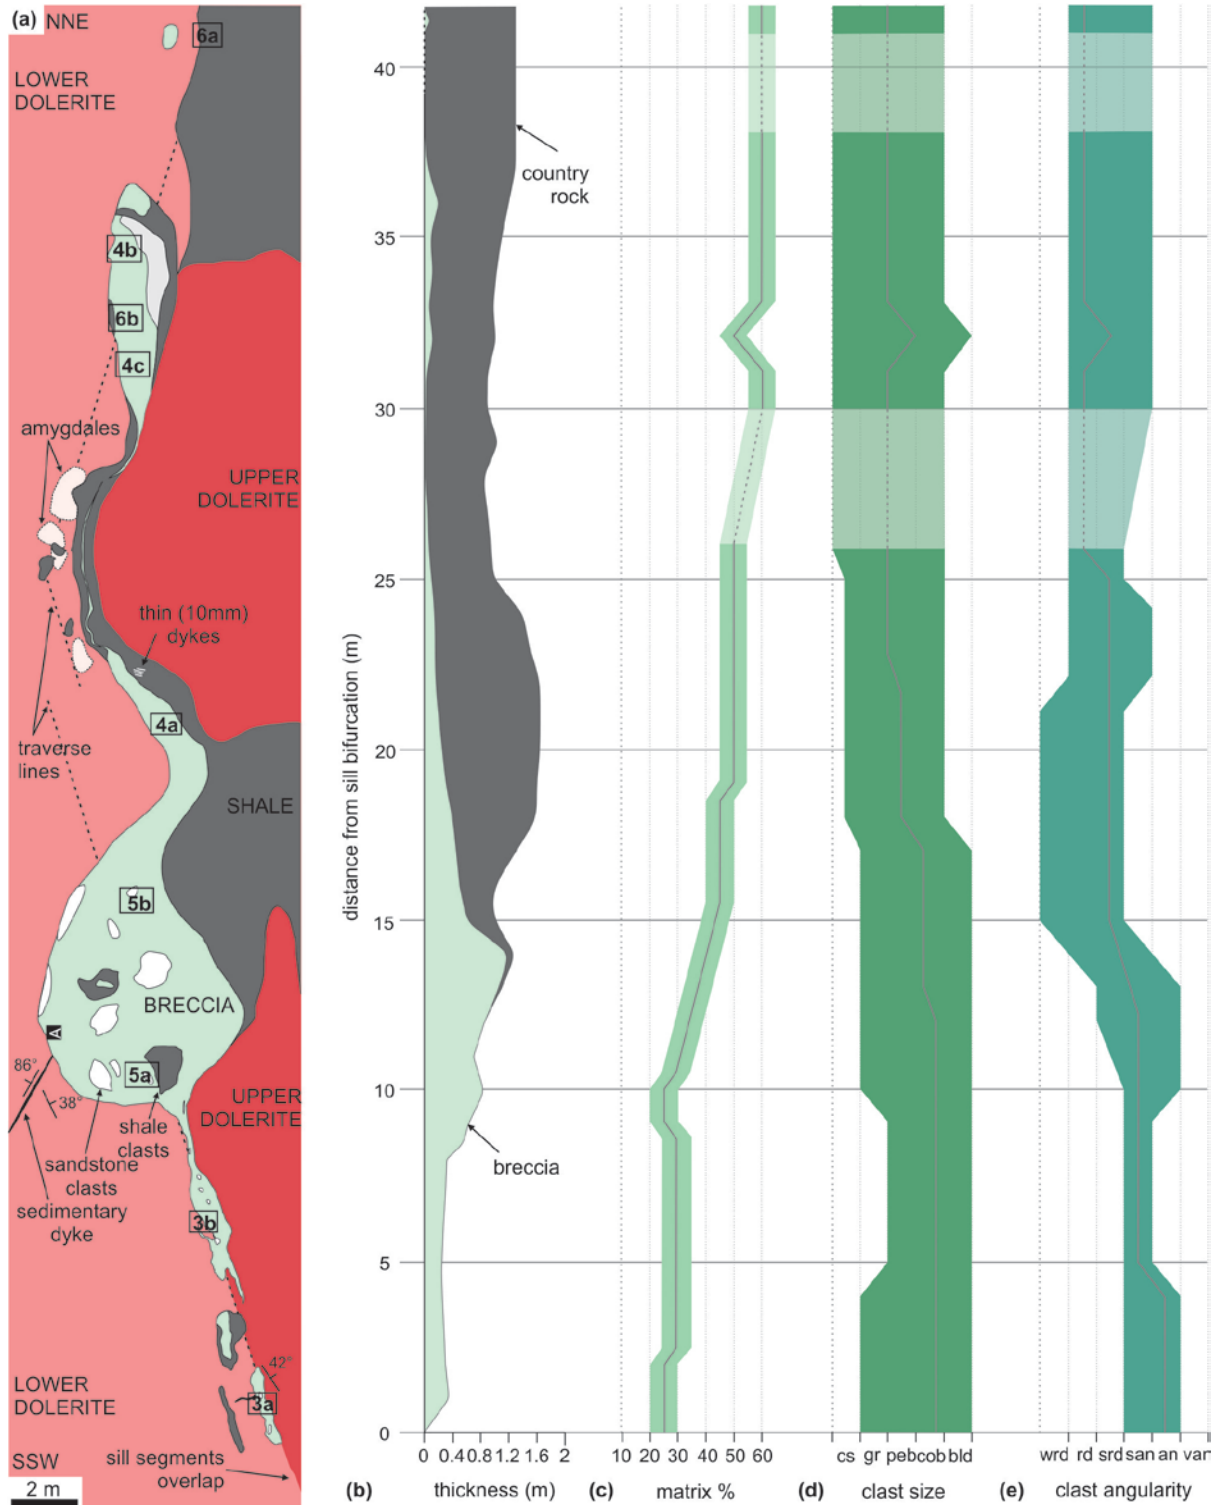 (a) NNE
6a
LOWER
DOLERITE
4b
6b
4c
amygdales
UPPER
DOLERITE
thin (10mm)
dykes
4a
traverse
lines
SHALE
5b
BRECCIA
A
5a
86°
38°
UPPER
DOLERITE
shale
clasts
sandstone
clasts
sedimentary
dyke
3b
42°
LOWER
DOLERITE
3a
SSW
sill segments
overlap
2 m
distance from sill bifurcation (m)
40
35
30
25
20
15
10
5
0
country
rock
breccia
0 0.4 0.8 1.2 1.6 2
(b) thickness (m)
10 20 30 40 50 60
(c) matrix %
cs gr peb cob bld
(d) clast size
wrd rd srd san an van
(e) clast angularity